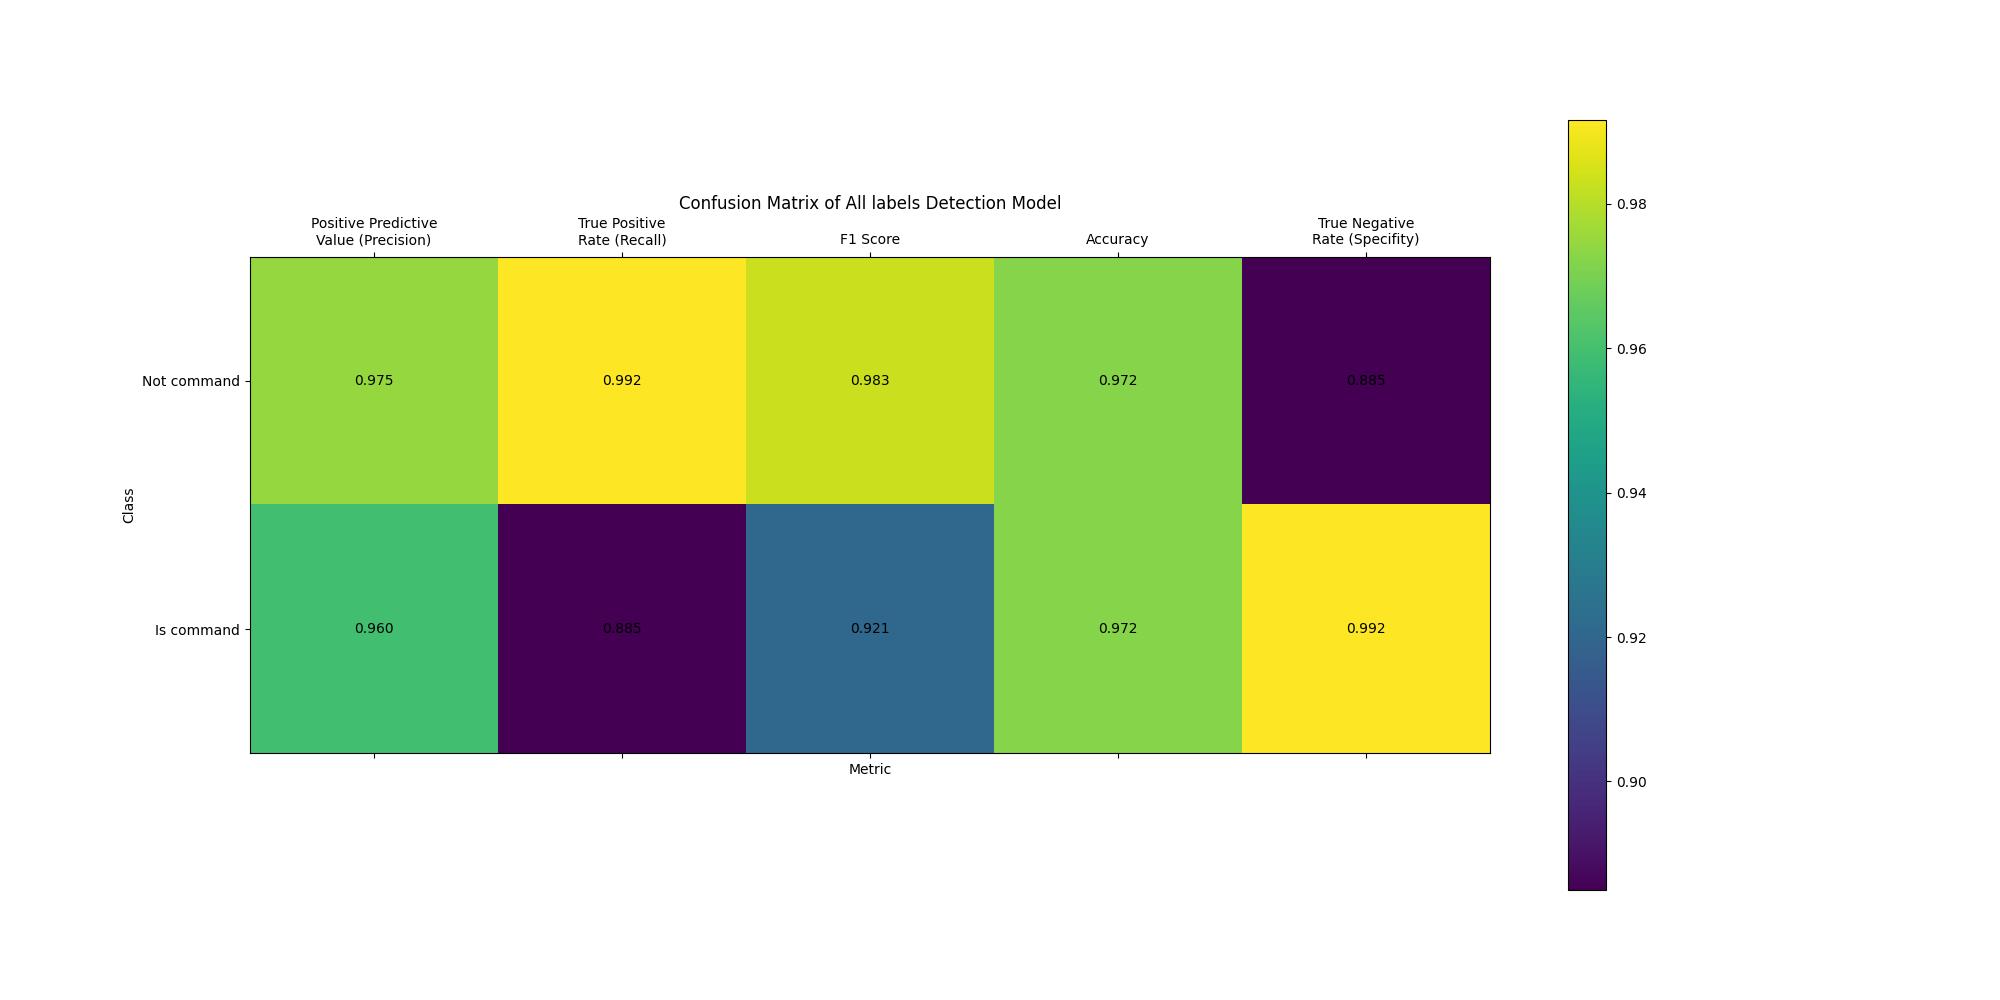 Confusion Matrix of All labels Detection Model
Positive Predictive
Value (Precision)
True Positive
Rate (Recall)
F1 Score
Accuracy
True Negative
Rate (Specifity)
Not command
0.975
0.992
0.983
0.972
0.885
Is command
0.960
0.885
0.921
0.972
0.992
Class
Metric
0.98
0.96
0.94
0.92
0.90